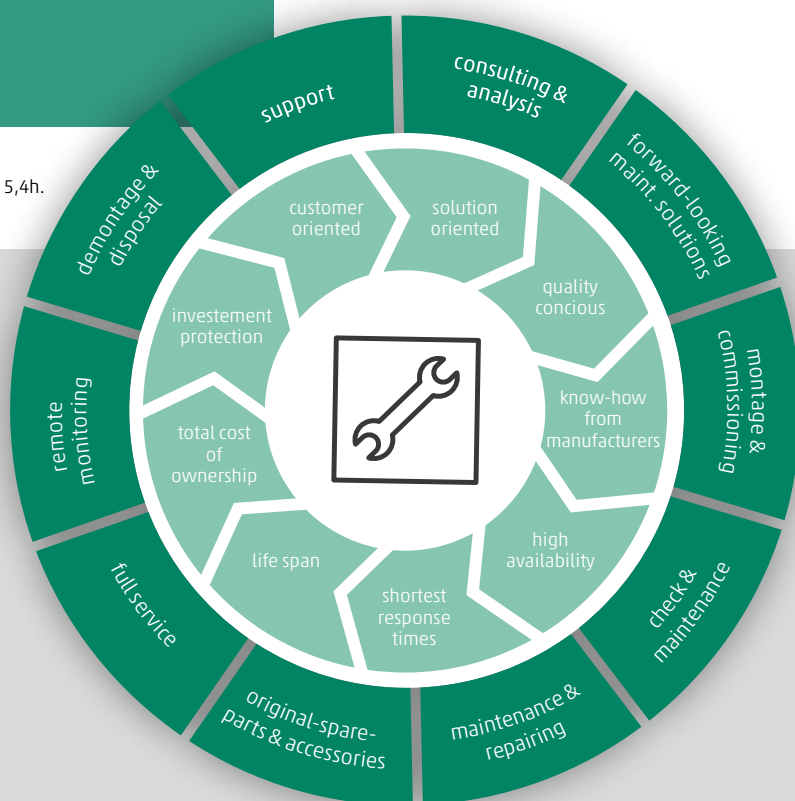 5,4h.
support
consulting &
analysis
forward-looking
maint. solutions
montage &
commissioning
check &
maintenance
maintenance &
repairing
original-spare-
parts & accessories
full service
remote
monitoring
demontage &
disposal
customer
oriented
solution
oriented
quality
concious
know-how
from
manufacturers
high
availability
shortest
response
times
life span
total cost
of
ownership
investement
protection